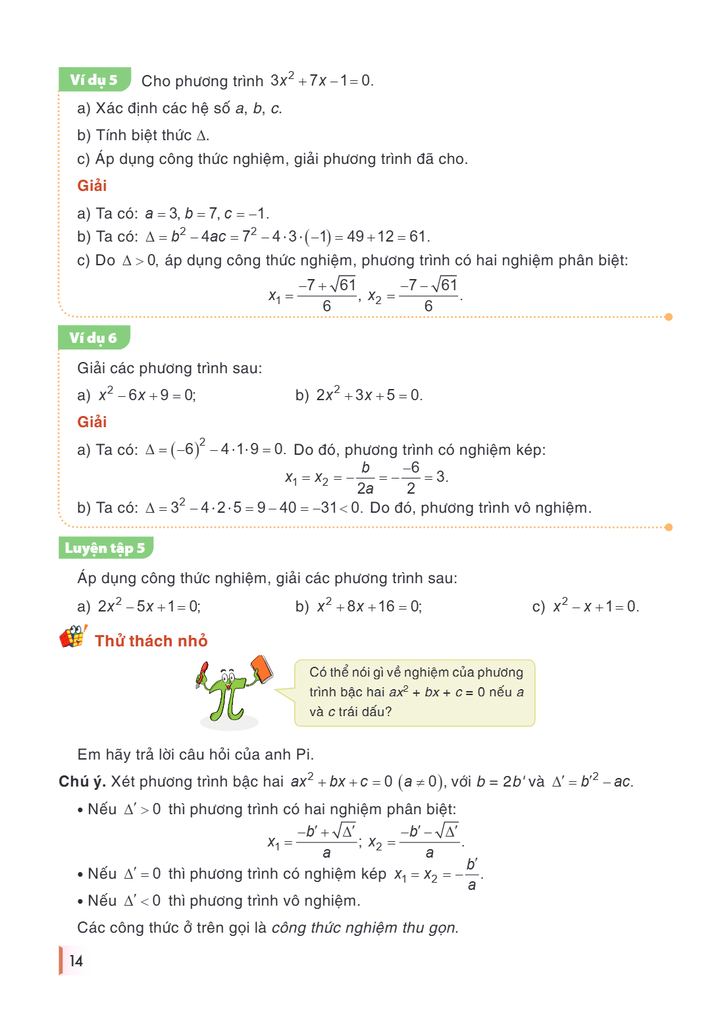 Ví dụ 5 Cho phương trình 3x² + 7x − 1 = 0.
a) Xác định các hệ số a, b, c.
b) Tính biệt thức Δ.
c) Áp dụng công thức nghiệm, giải phương trình đã cho.
Giải
a) Ta có: a = 3, b = 7, c = −1.
b) Ta có: Δ = b² − 4ac = 7² − 4·3·(−1) = 49 + 12 = 61.
c) Do Δ > 0, áp dụng công thức nghiệm, phương trình có hai nghiệm phân biệt:
x₁ = (−7 + √61)/6, x₂ = (−7 − √61)/6.
Ví dụ 6
Giải các phương trình sau:
a) x² − 6x + 9 = 0; b) 2x² + 3x + 5 = 0.
Giải
a) Ta có: Δ = (−6)² − 4·1·9 = 0. Do đó, phương trình có nghiệm kép:
x₁ = x₂ = −b/2a = −(−6)/2 = 3.
b) Ta có: Δ = 3² − 4·2·5 = 9 − 40 = −31 < 0. Do đó, phương trình vô nghiệm.
Luyện tập 5
Áp dụng công thức nghiệm, giải các phương trình sau:
a) 2x² − 5x + 1 = 0; b) x² + 8x + 16 = 0; c) x² − x + 1 = 0.
Thử thách nhỏ
Có thể nói gì về nghiệm của phương
trình bậc hai ax² + bx + c = 0 nếu a
và c trái dấu?
Em hãy trả lời câu hỏi của anh Pi.
Chú ý. Xét phương trình bậc hai ax² + bx + c = 0 (a ≠ 0), với b = 2b′ và Δ′ = b′² − ac.
• Nếu Δ′ > 0 thì phương trình có hai nghiệm phân biệt:
x₁ = (−b′ + √Δ′)/a; x₂ = (−b′ − √Δ′)/a.
• Nếu Δ′ = 0 thì phương trình có nghiệm kép x₁ = x₂ = −b′/a.
• Nếu Δ′ < 0 thì phương trình vô nghiệm.
Các công thức ở trên gọi là công thức nghiệm thu gọn.
14